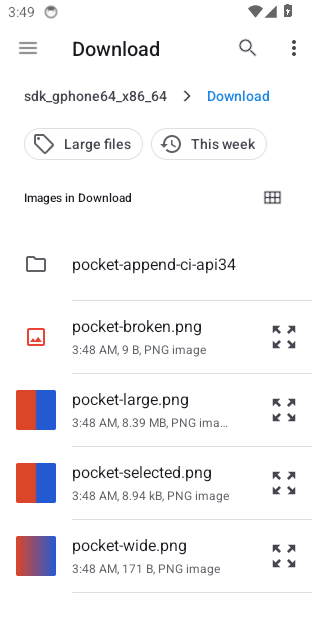 3:49
Download
sdk_gphone64_x86_64 > Download
Large files
This week
Images in Download
pocket-append-ci-api34
pocket-broken.png
3:48 AM, 9 B, PNG image
pocket-large.png
3:48 AM, 8.39 MB, PNG ima...
pocket-selected.png
3:48 AM, 8.94 kB, PNG image
pocket-wide.png
3:48 AM, 171 B, PNG image